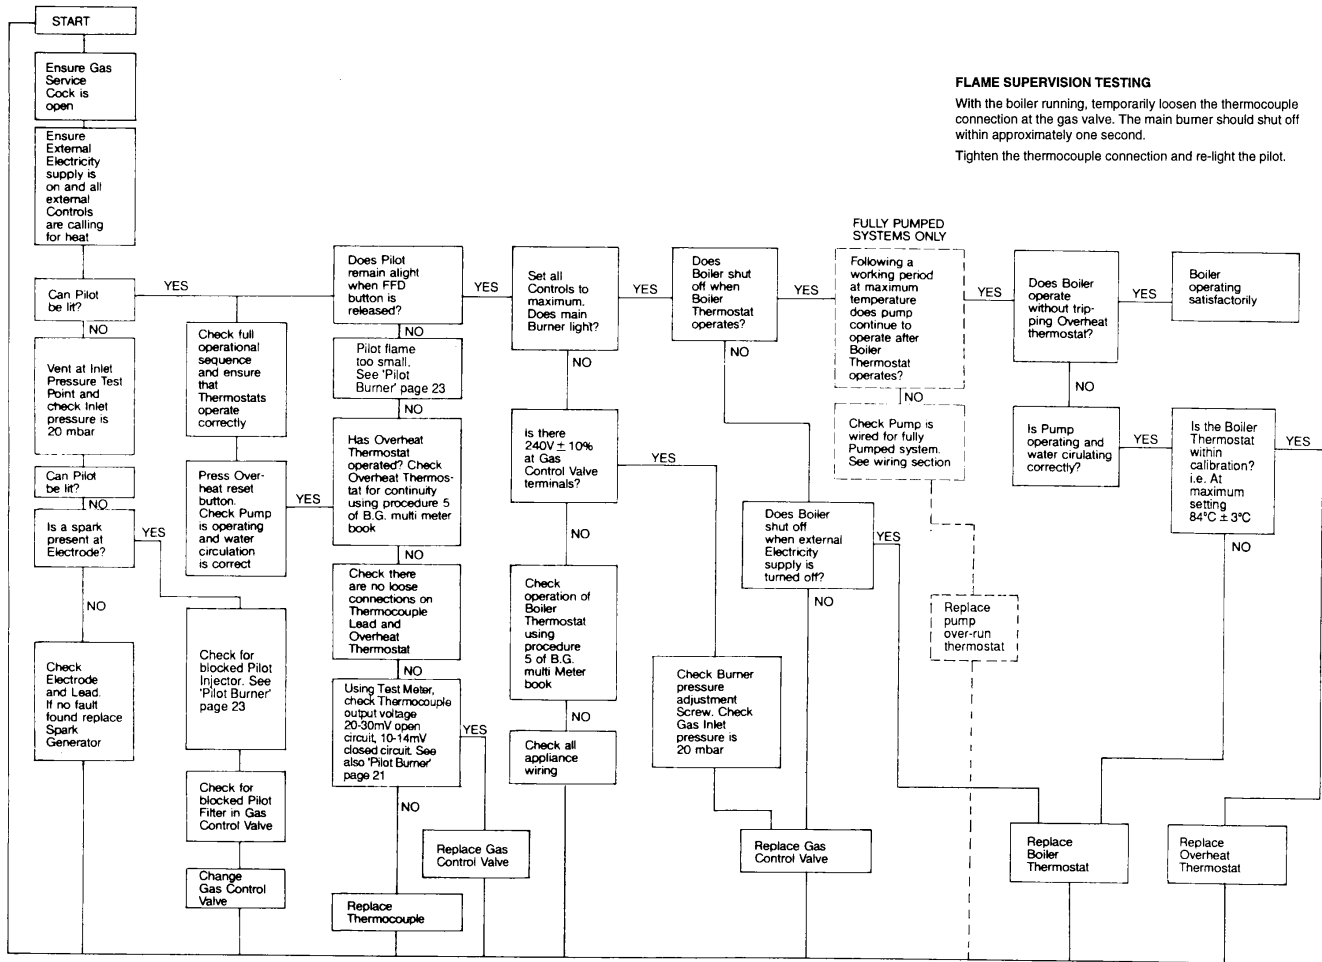 START
Ensure Gas
Service
Cock is
open
Ensure
External
Electricity
supply is
on and all
external
Controls
are calling
for heat
Can Pilot
be lit?
YES
NO
Vent at Inlet
Pressure Test
Point and
check Inlet
pressure is
20 mbar
Can Pilot
be lit?
NO
Is a spark
present at
Electrode?
YES
NO
Check
Electrode
and Lead.
If no fault
found replace
Spark
Generator
Check full
operational
sequence
and ensure
that
Thermostats
operate
correctly
Press Over-
heat reset
button.
Check Pump
is operating
and water
circulation
is correct
YES
Check for
blocked Pilot
Injector. See
'Pilot Burner'
page 23
Check for
blocked Pilot
Filter in Gas
Control Valve
Change
Gas Control
Valve
Does Pilot
remain alight
when FFD
button is
released?
YES
NO
Pilot flame
too small.
See 'Pilot
Burner' page 23
NO
Has Overheat
Thermostat
operated? Check
Overheat Thermos-
tat for continuity
using procedure 5
of B.G. multi meter
book
NO
Check there
are no loose
connections on
Thermocouple
Lead and
Overheat
Thermostat
NO
Using Test Meter,
check Thermocouple
output voltage
20-30mV open
circuit, 10-14mV
closed circuit. See
also 'Pilot Burner'
page 21
YES
NO
Replace Gas
Control Valve
Replace
Thermocouple
Set all
Controls to
maximum.
Does main
Burner light?
YES
NO
Is there
240V ± 10%
at Gas
Control Valve
terminals?
YES
NO
Check
operation of
Boiler
Thermostat
using
procedure
5 of B.G.
multi Meter
book
NO
Check all
appliance
wiring
Does
Boiler shut
off when
Boiler
Thermostat
operates?
YES
NO
Check Burner
pressure
adjustment
Screw. Check
Gas Inlet
pressure is
20 mbar
Does Boiler
shut off
when external
Electricity
supply is
turned off?
YES
NO
Replace Gas
Control Valve
FULLY PUMPED
SYSTEMS ONLY
Following a
working period
at maximum
temperature
does pump
continue to
operate after
Boiler
Thermostat
operates?
YES
NO
Check Pump is
wired for fully
Pumped system.
See wiring section
Replace
pump
over-run
thermostat
Does Boiler
operate
without trip-
ping Overheat
thermostat?
YES
NO
Boiler
operating
satisfactorily
Is Pump
operating and
water cirulating
correctly?
YES
Is the Boiler
Thermostat
within
calibration?
i.e. At
maximum
setting
84°C ± 3°C
YES
NO
Replace
Boiler
Thermostat
Replace
Overheat
Thermostat
FLAME SUPERVISION TESTING
With the boiler running, temporarily loosen the thermocouple
connection at the gas valve. The main burner should shut off
within approximately one second.
Tighten the thermocouple connection and re-light the pilot.